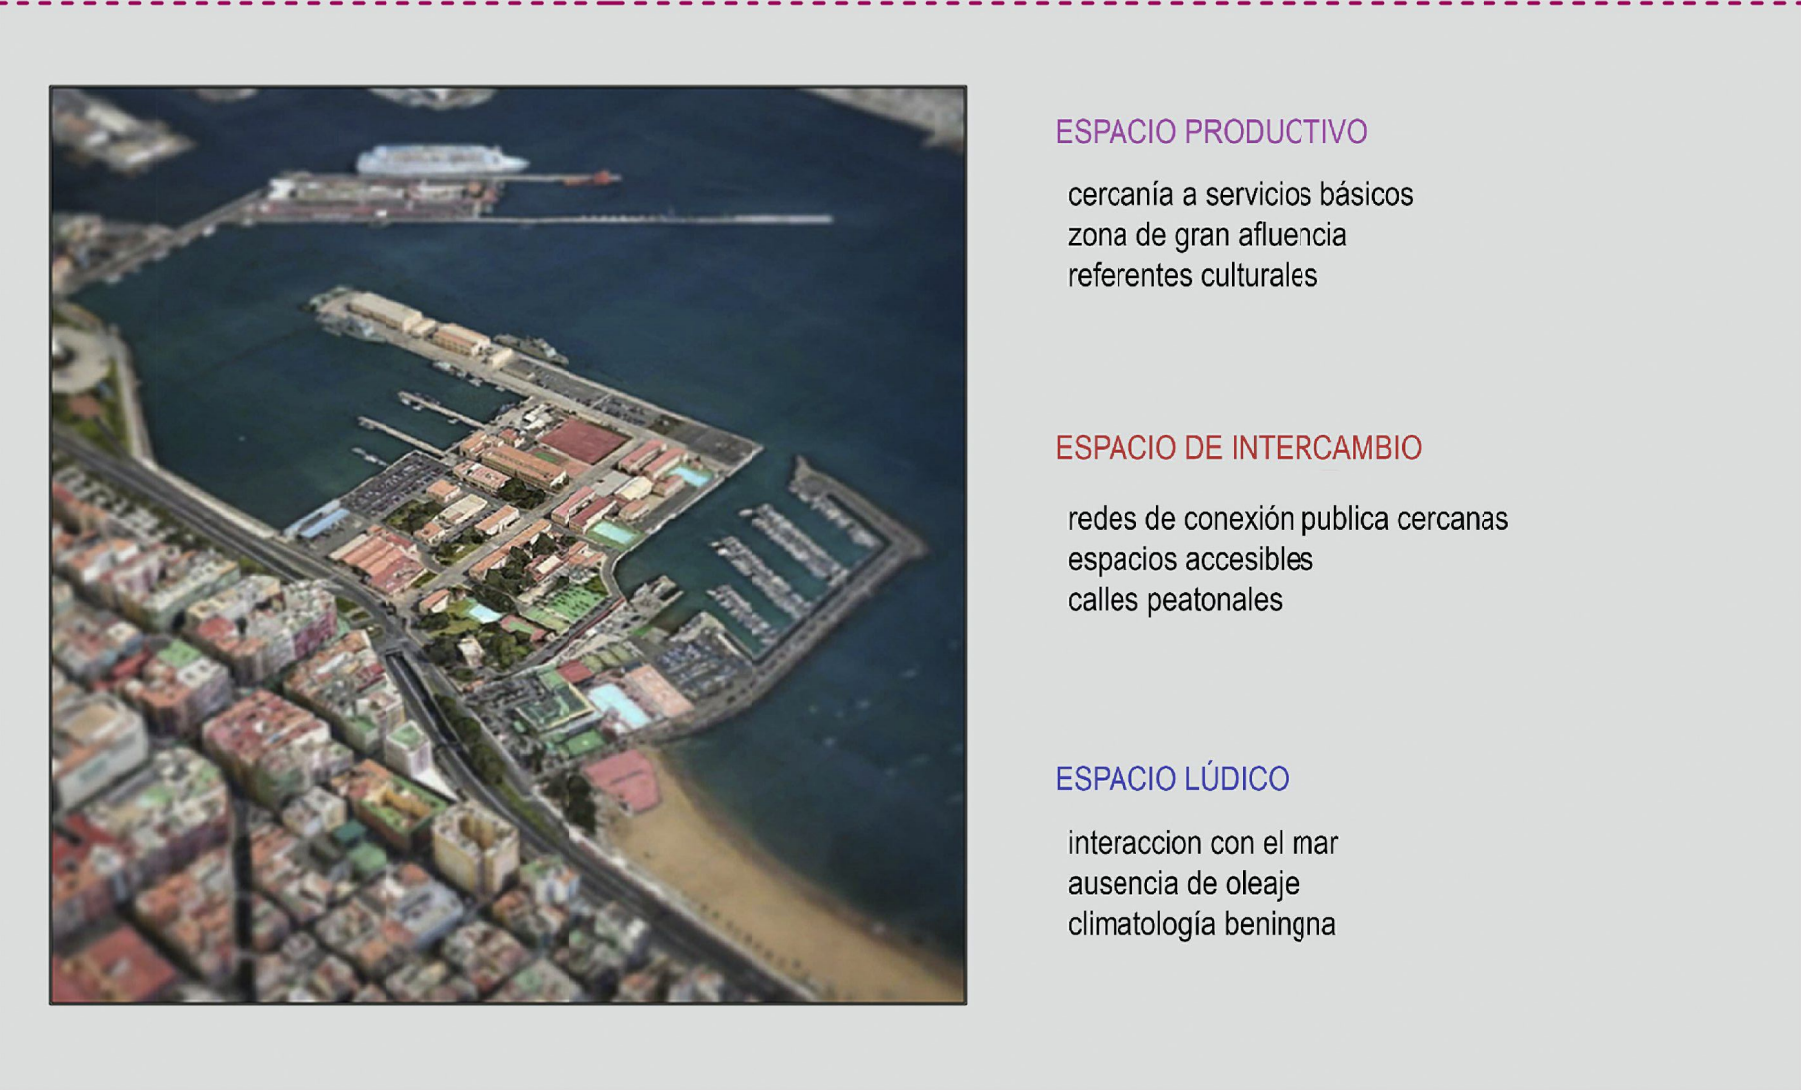 ESPACIO PRODUCTIVO
cercanía a servicios básicos
zona de gran afluencia
referentes culturales
ESPACIO DE INTERCAMBIO
redes de conexión publica cercanas
espacios accesibles
calles peatonales
ESPACIO LÚDICO
interaccion con el mar
ausencia de oleaje
climatología beningna